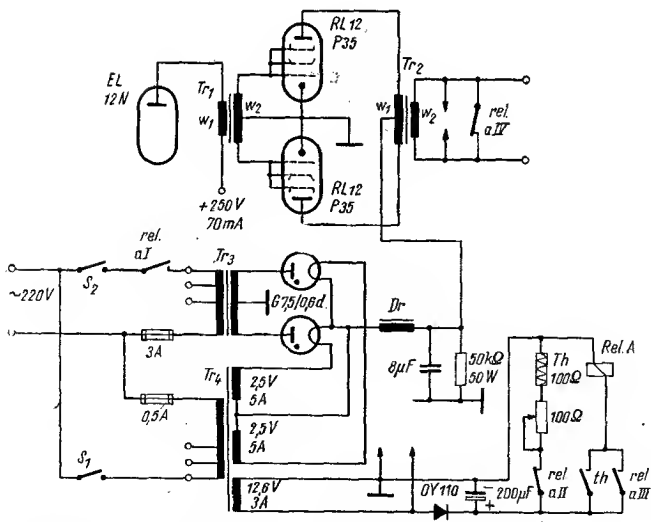 RL12
P35
EL
12N
Tr1
w1
w2
Tr2
w1
w2
rel.
aIV
RL12
P35
+250V
70mA
rel.
aI
S2
Tr3
~220V
G7,5/0,6d.
Dr
3A
8µF
50kΩ
50W
Th
100Ω
Rel. A
100Ω
Tr4
2,5V
5A
0,5A
2,5V
5A
S1
rel
aII
th
rel
aIII
12,6V
3A
OY110
200µF
−
+